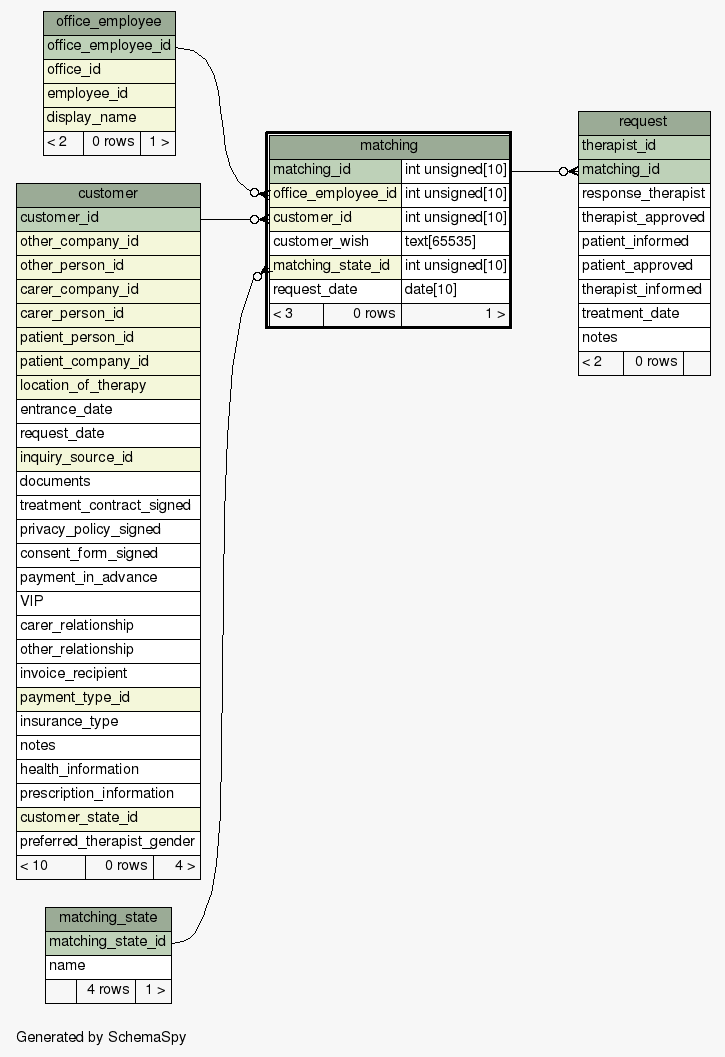 office_employee
office_employee_id
office_id
employee_id
display_name
< 2 0 rows 1 >
customer
customer_id
other_company_id
other_person_id
carer_company_id
carer_person_id
patient_person_id
patient_company_id
location_of_therapy
entrance_date
request_date
inquiry_source_id
documents
treatment_contract_signed
privacy_policy_signed
consent_form_signed
payment_in_advance
VIP
carer_relationship
other_relationship
invoice_recipient
payment_type_id
insurance_type
notes
health_information
prescription_information
customer_state_id
preferred_therapist_gender
< 10 0 rows 4 >
matching_state
matching_state_id
name
4 rows 1 >
matching
matching_id int unsigned[10]
office_employee_id int unsigned[10]
customer_id int unsigned[10]
customer_wish text[65535]
matching_state_id int unsigned[10]
request_date date[10]
< 3 0 rows 1 >
request
therapist_id
matching_id
response_therapist
therapist_approved
patient_informed
patient_approved
therapist_informed
treatment_date
notes
< 2 0 rows
Generated by SchemaSpy